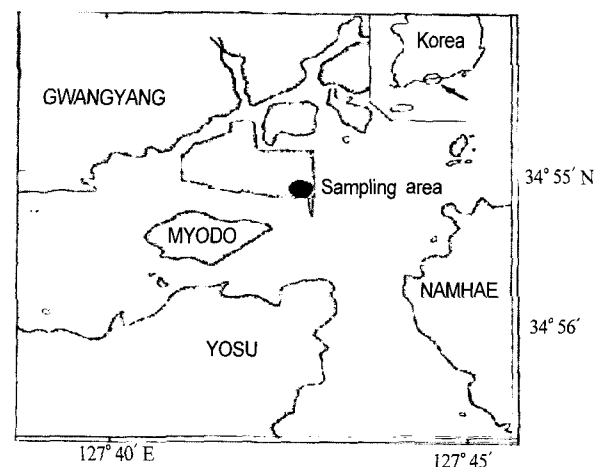 Korea
GWANGYANG
34° 55′ N
Sampling area
MYODO
NAMHAE
34° 56′
YOSU
127° 40′ E
127° 45′